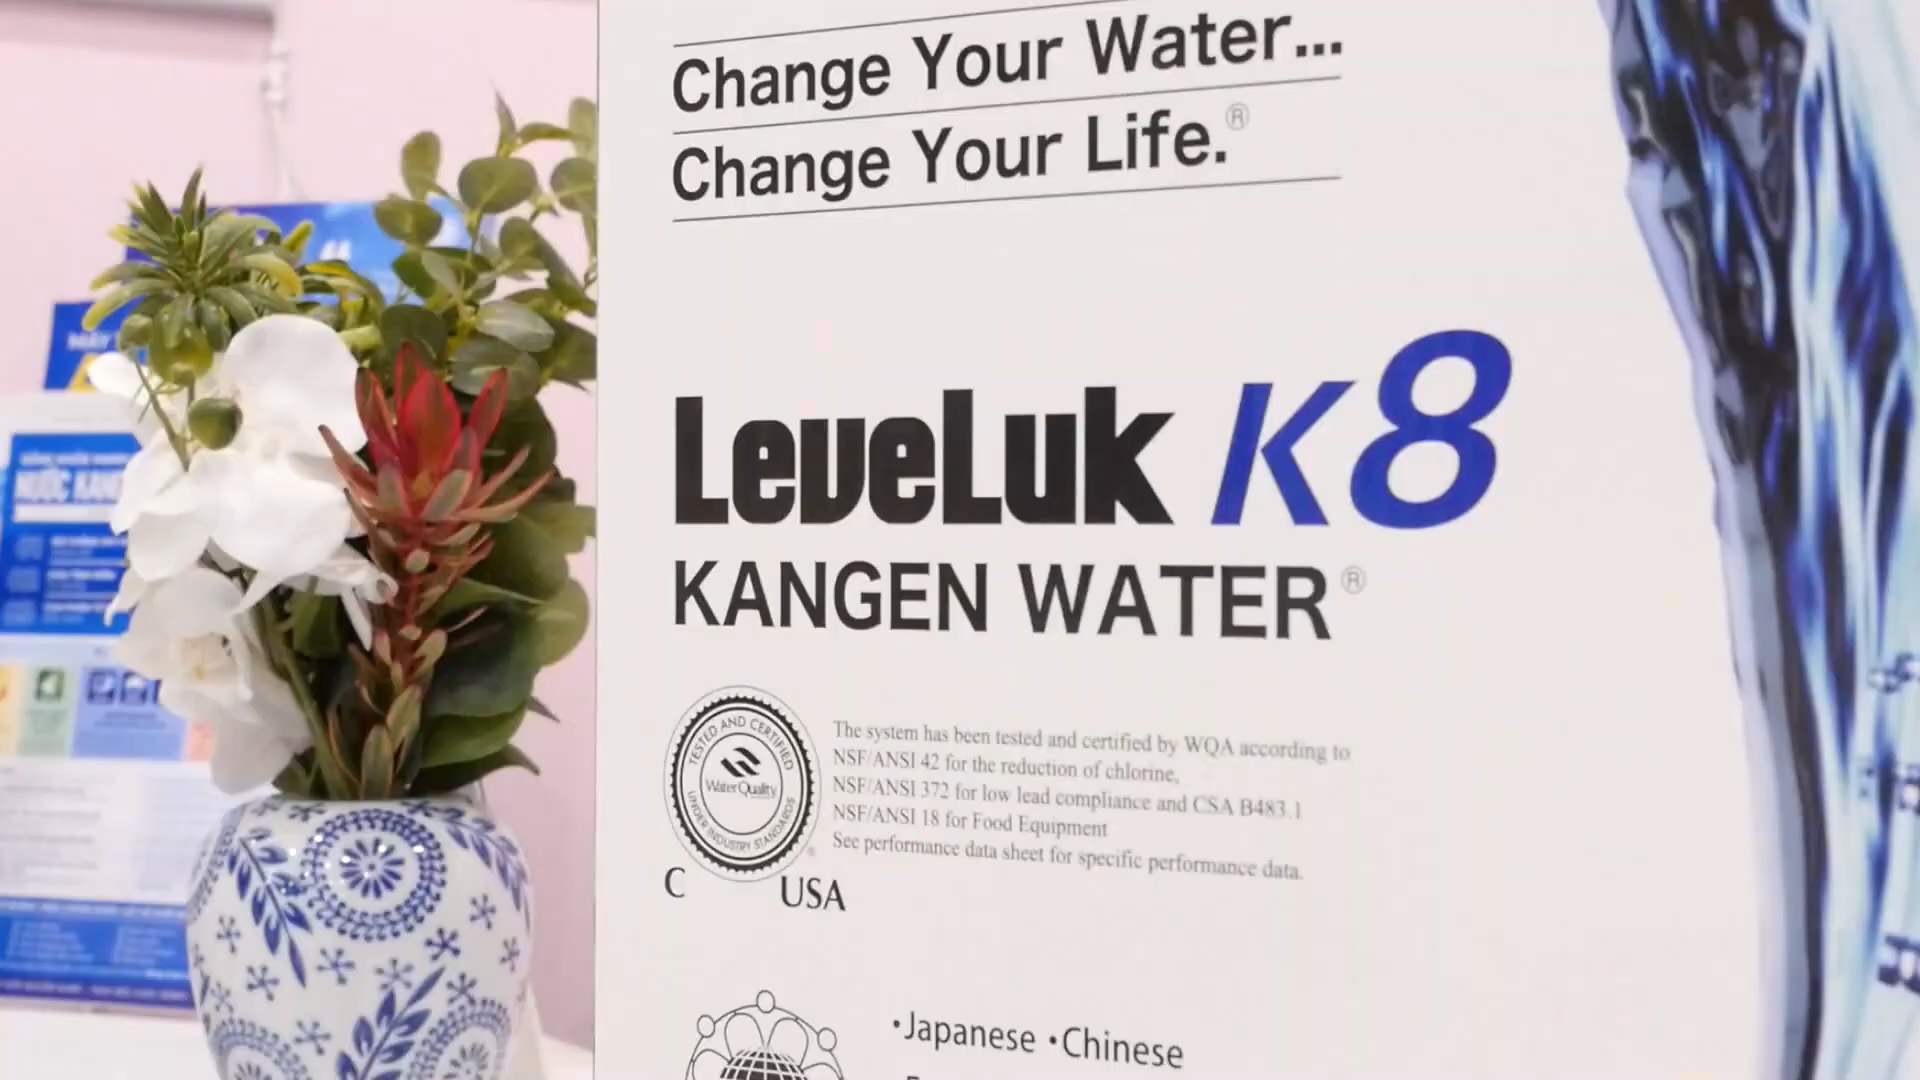 Change Your Water...
Change Your Life.®
LeveLuk K8
KANGEN WATER®
TESTED AND CERTIFIED
Water Quality
UNDER INDUSTRY STANDARDS
C USA
The system has been tested and certified by WQA according to
NSF/ANSI 42 for the reduction of chlorine,
NSF/ANSI 372 for low lead compliance and CSA B483.1
NSF/ANSI 18 for Food Equipment
See performance data sheet for specific performance data.
•Japanese •Chinese
NƯỚC